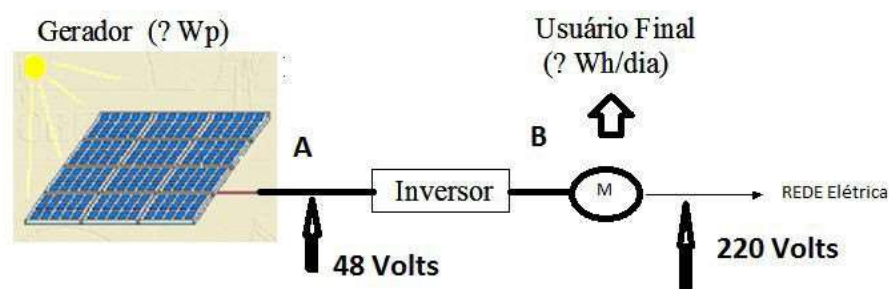 Gerador (? Wp)
Usuário Final
(? Wh/dia)
A
B
Inversor
M
REDE Elétrica
48 Volts
220 Volts